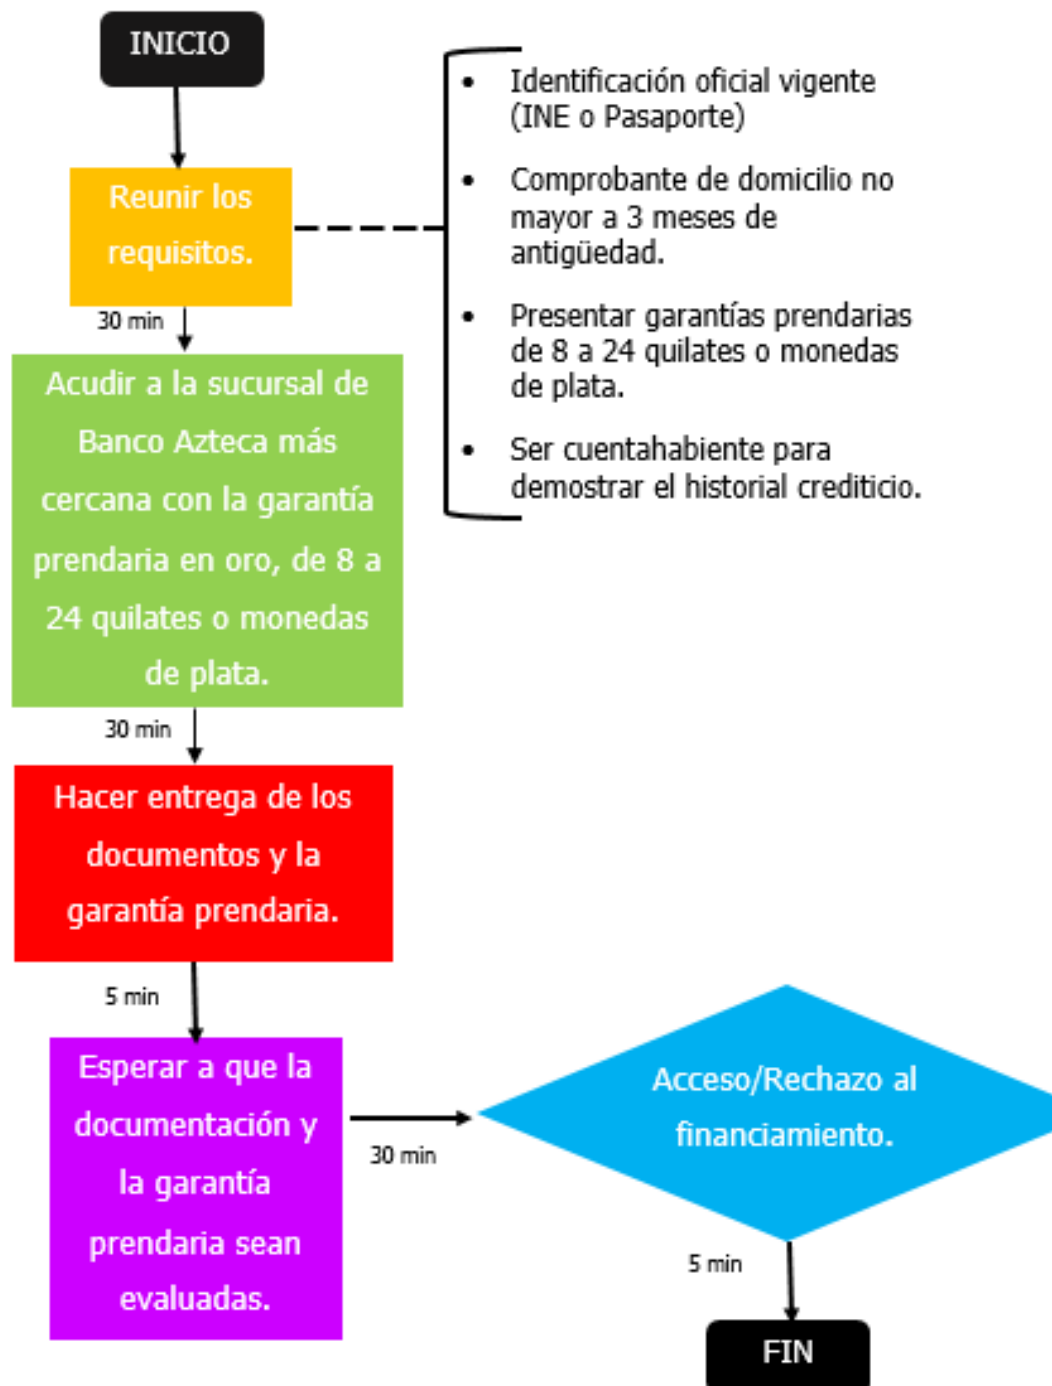 INICIO
Reunir los
requisitos.
• Identificación oficial vigente
(INE o Pasaporte)
• Comprobante de domicilio no
mayor a 3 meses de
antigüedad.
• Presentar garantías prendarias
de 8 a 24 quilates o monedas
de plata.
• Ser cuentahabiente para
demostrar el historial crediticio.
30 min
Acudir a la sucursal de
Banco Azteca más
cercana con la garantía
prendaria en oro, de 8 a
24 quilates o monedas
de plata.
30 min
Hacer entrega de los
documentos y la
garantía prendaria.
5 min
Esperar a que la
documentación y
la garantía
prendaria sean
evaluadas.
30 min
Acceso/Rechazo al
financiamiento.
5 min
FIN